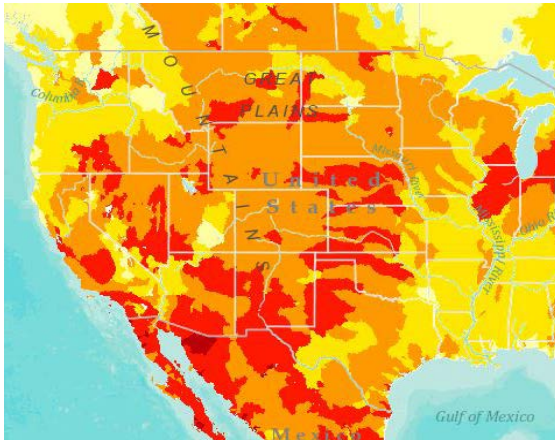 MOUNTAINS
GREAT
PLAINS
Columbia R
Missouri River
United
States
Mississippi River
Ohio R
Gulf of Mexico
Mexico